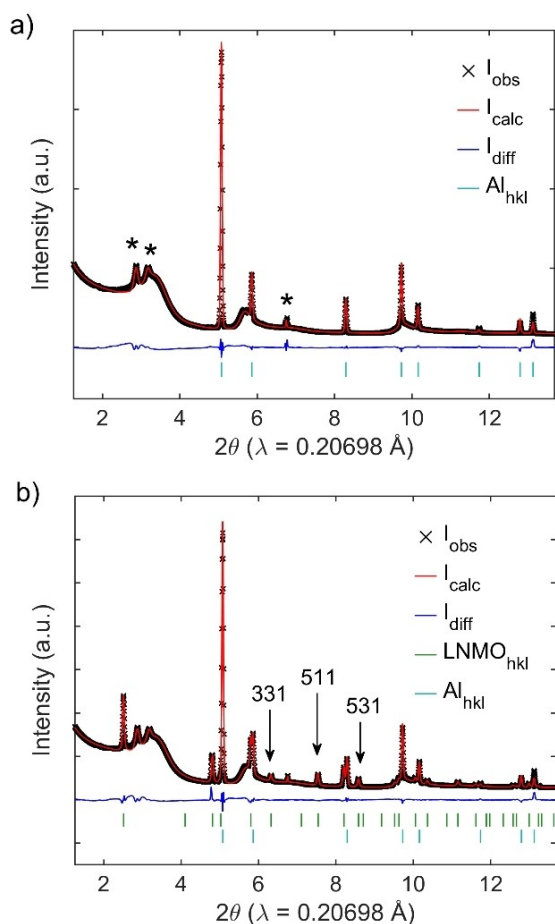 a)
Intensity (a.u.)
* * *
× I_obs
I_calc
I_diff
Al_hkl
2 4 6 8 10 12
2θ (λ = 0.20698 Å)
b)
Intensity (a.u.)
× I_obs
I_calc
I_diff
LNMO_hkl
Al_hkl
331 511 531
2 4 6 8 10 12
2θ (λ = 0.20698 Å)